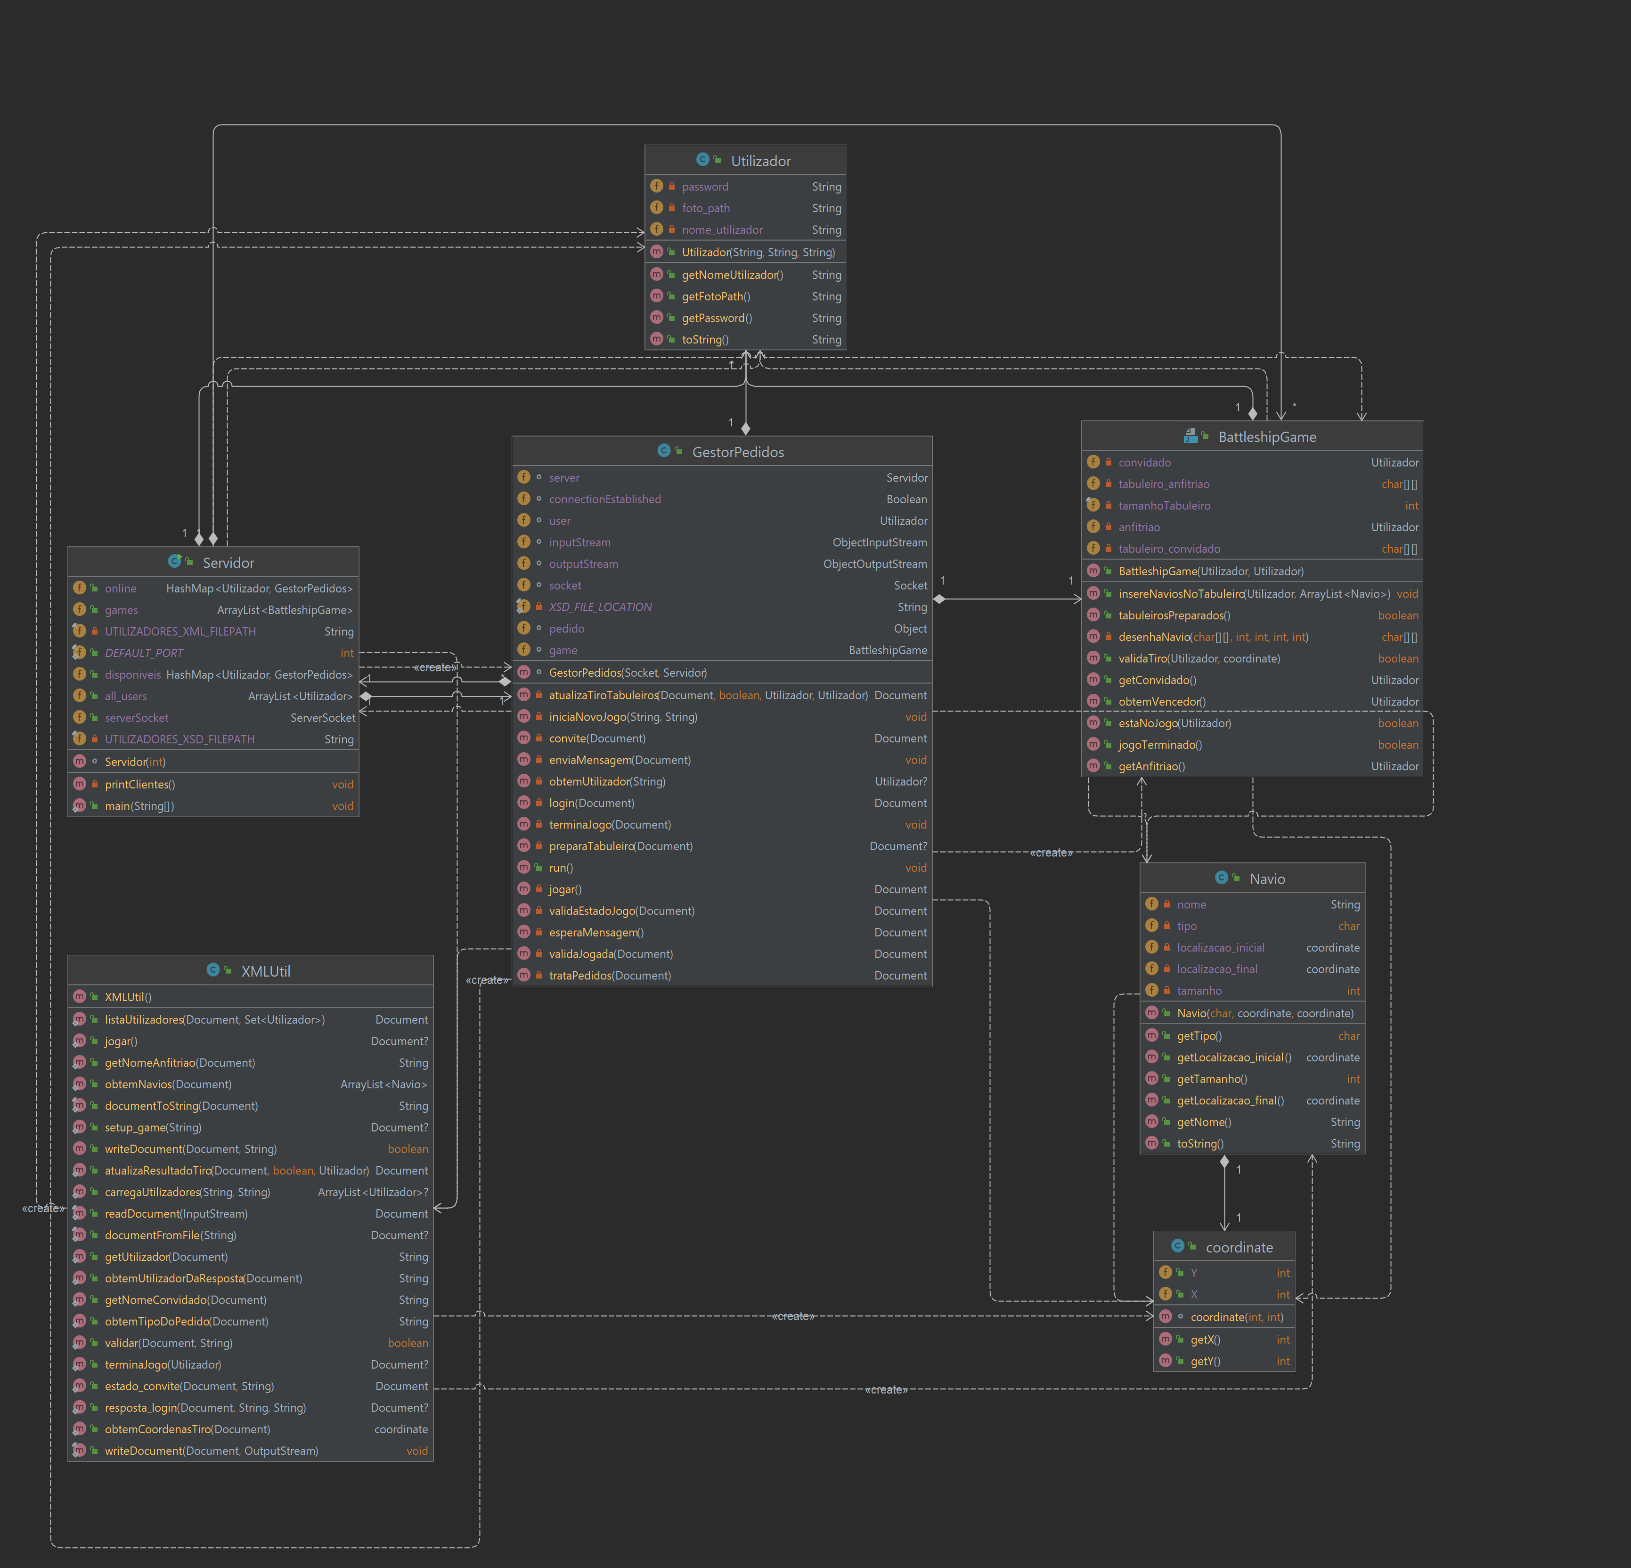 Utilizador
password String
foto_path String
nome_utilizador String
Utilizador(String, String, String)
getNomeUtilizador() String
getFotoPath() String
getPassword() String
toString() String
1
1
1
*
1
GestorPedidos
server Servidor
connectionEstablished Boolean
user Utilizador
inputStream ObjectInputStream
outputStream ObjectOutputStream
socket Socket
XSD_FILE_LOCATION String
pedido Object
game BattleshipGame
GestorPedidos(Socket, Servidor)
atualizaTiroTabuleiros(Document, boolean, Utilizador, Utilizador) Document
iniciaNovoJogo(String, String) void
convite(Document) Document
enviaMensagem(Document) void
obtemUtilizador(String) Utilizador?
login(Document) Document
terminaJogo(Document) void
preparaTabuleiro(Document) Document?
run() void
jogar() Document
validaEstadoJogo(Document) Document
esperaMensagem() Document
validaJogada(Document) Document
trataPedidos(Document) Document
1
1
BattleshipGame
convidado Utilizador
tabuleiro_anfitriao char[][]
tamanhoTabuleiro int
anfitriao Utilizador
tabuleiro_convidado char[][]
BattleshipGame(Utilizador, Utilizador)
insereNaviosNoTabuleiro(Utilizador, ArrayList<Navio>) void
tabuleirosPreparados() boolean
desenhaNavio(char[][], int, int, int, int) char[][]
validaTiro(Utilizador, coordinate) boolean
getConvidado() Utilizador
obtemVencedor() Utilizador
estaNoJogo(Utilizador) boolean
jogoTerminado() boolean
getAnfitriao() Utilizador
Servidor
online HashMap<Utilizador, GestorPedidos>
games ArrayList<BattleshipGame>
UTILIZADORES_XML_FILEPATH String
DEFAULT_PORT int
disponiveis HashMap<Utilizador, GestorPedidos>
all_users ArrayList<Utilizador>
serverSocket ServerSocket
UTILIZADORES_XSD_FILEPATH String
Servidor(int)
printClientes() void
main(String[]) void
«create»
1
1
«create»
«create»
Navio
nome String
tipo char
localizacao_inicial coordinate
localizacao_final coordinate
tamanho int
Navio(char, coordinate, coordinate)
getTipo() char
getLocalizacao_inicial() coordinate
getTamanho() int
getLocalizacao_final() coordinate
getNome() String
toString() String
1
1
XMLUtil
XMLUtil()
listaUtilizadores(Document, Set<Utilizador>) Document
jogar() Document?
getNomeAnfitriao(Document) String
obtemNavios(Document) ArrayList<Navio>
documentToString(Document) String
setup_game(String) Document?
writeDocument(Document, String) boolean
atualizaResultadoTiro(Document, boolean, Utilizador) Document
carregaUtilizadores(String, String) ArrayList<Utilizador>?
readDocument(InputStream) Document
documentFromFile(String) Document?
getUtilizador(Document) String
obtemUtilizadorDaResposta(Document) String
getNomeConvidado(Document) String
obtemTipoDoPedido(Document) String
validar(Document, String) boolean
terminaJogo(Utilizador) Document?
estado_convite(Document, String) Document
resposta_login(Document, String, String) Document?
obtemCoordenasTiro(Document) coordinate
writeDocument(Document, OutputStream) void
«create»
coordinate
Y int
X int
coordinate(int, int)
getX() int
getY() int
«create»
«create»